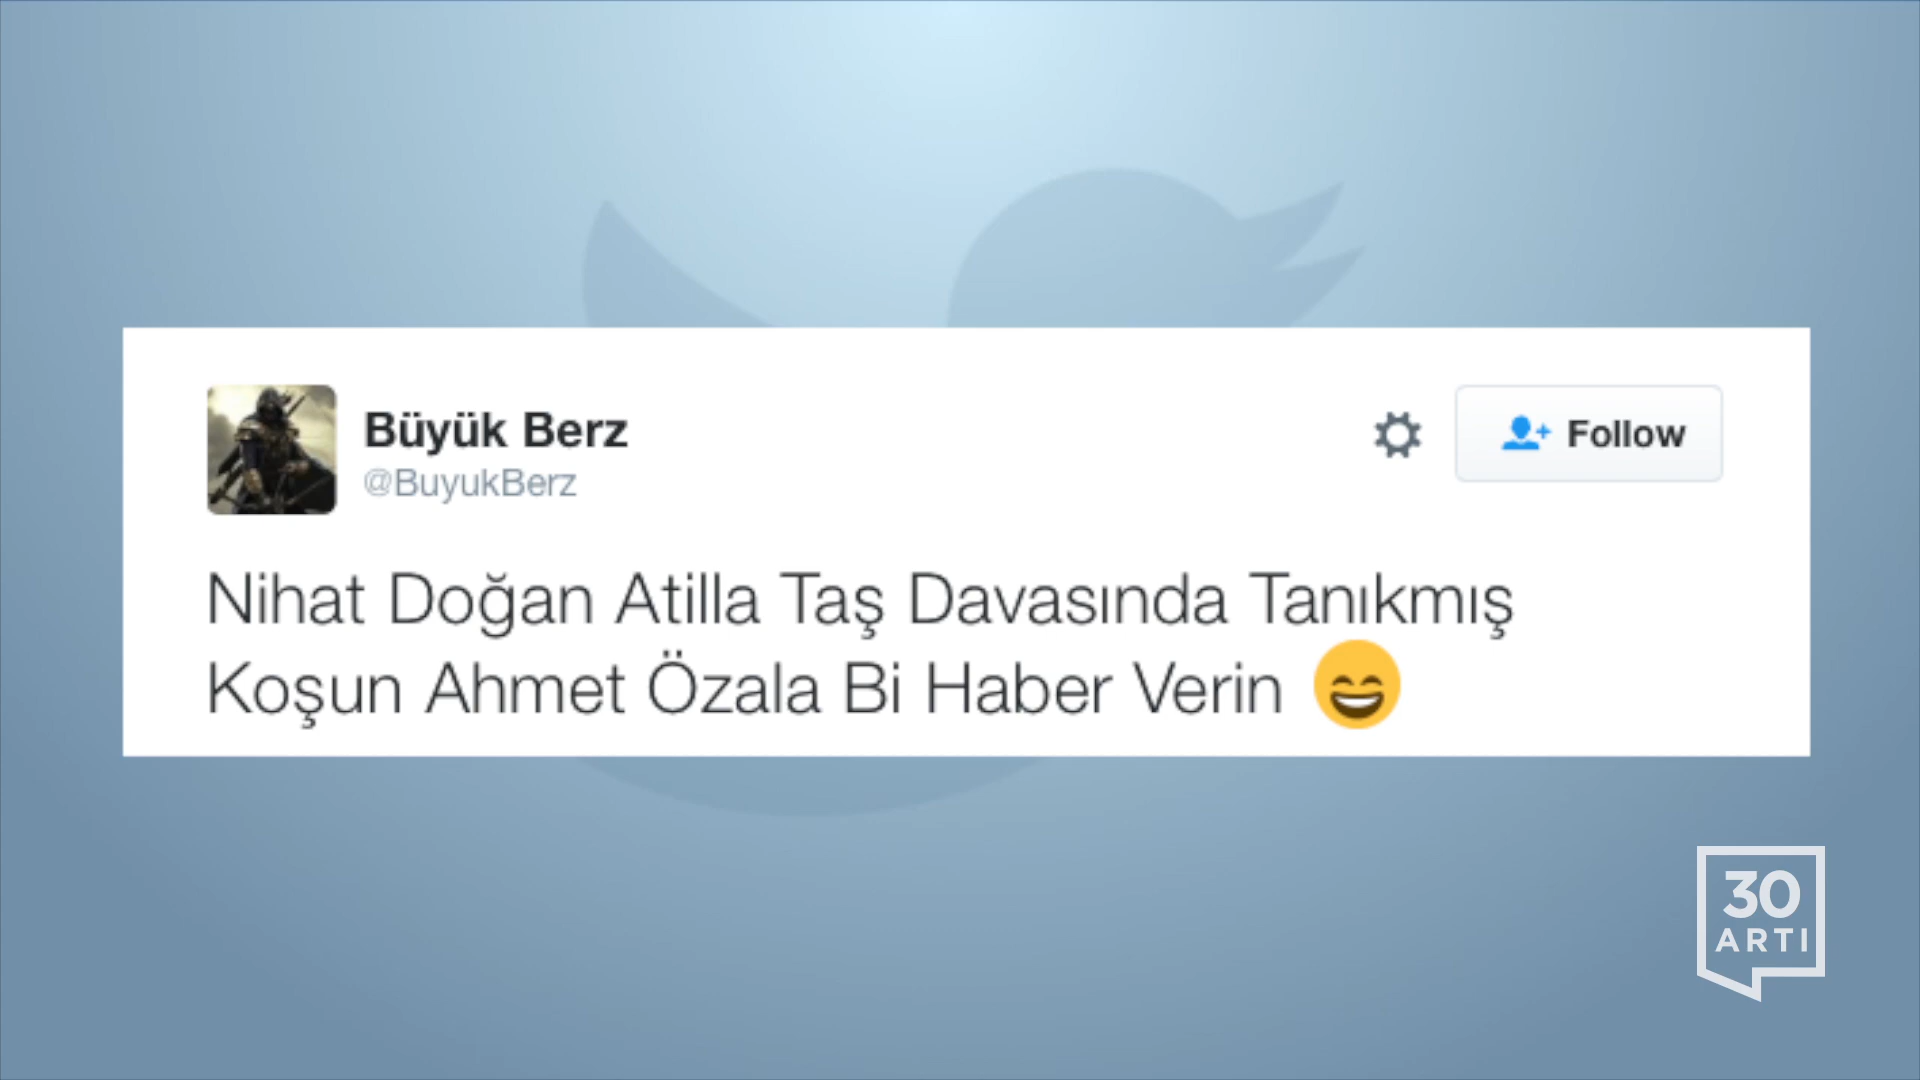 Büyük Berz
@BuyukBerz
Follow
Nihat Doğan Atilla Taş Davasında Tanıkmış
Koşun Ahmet Özala Bi Haber Verin 😄
30
ARTI